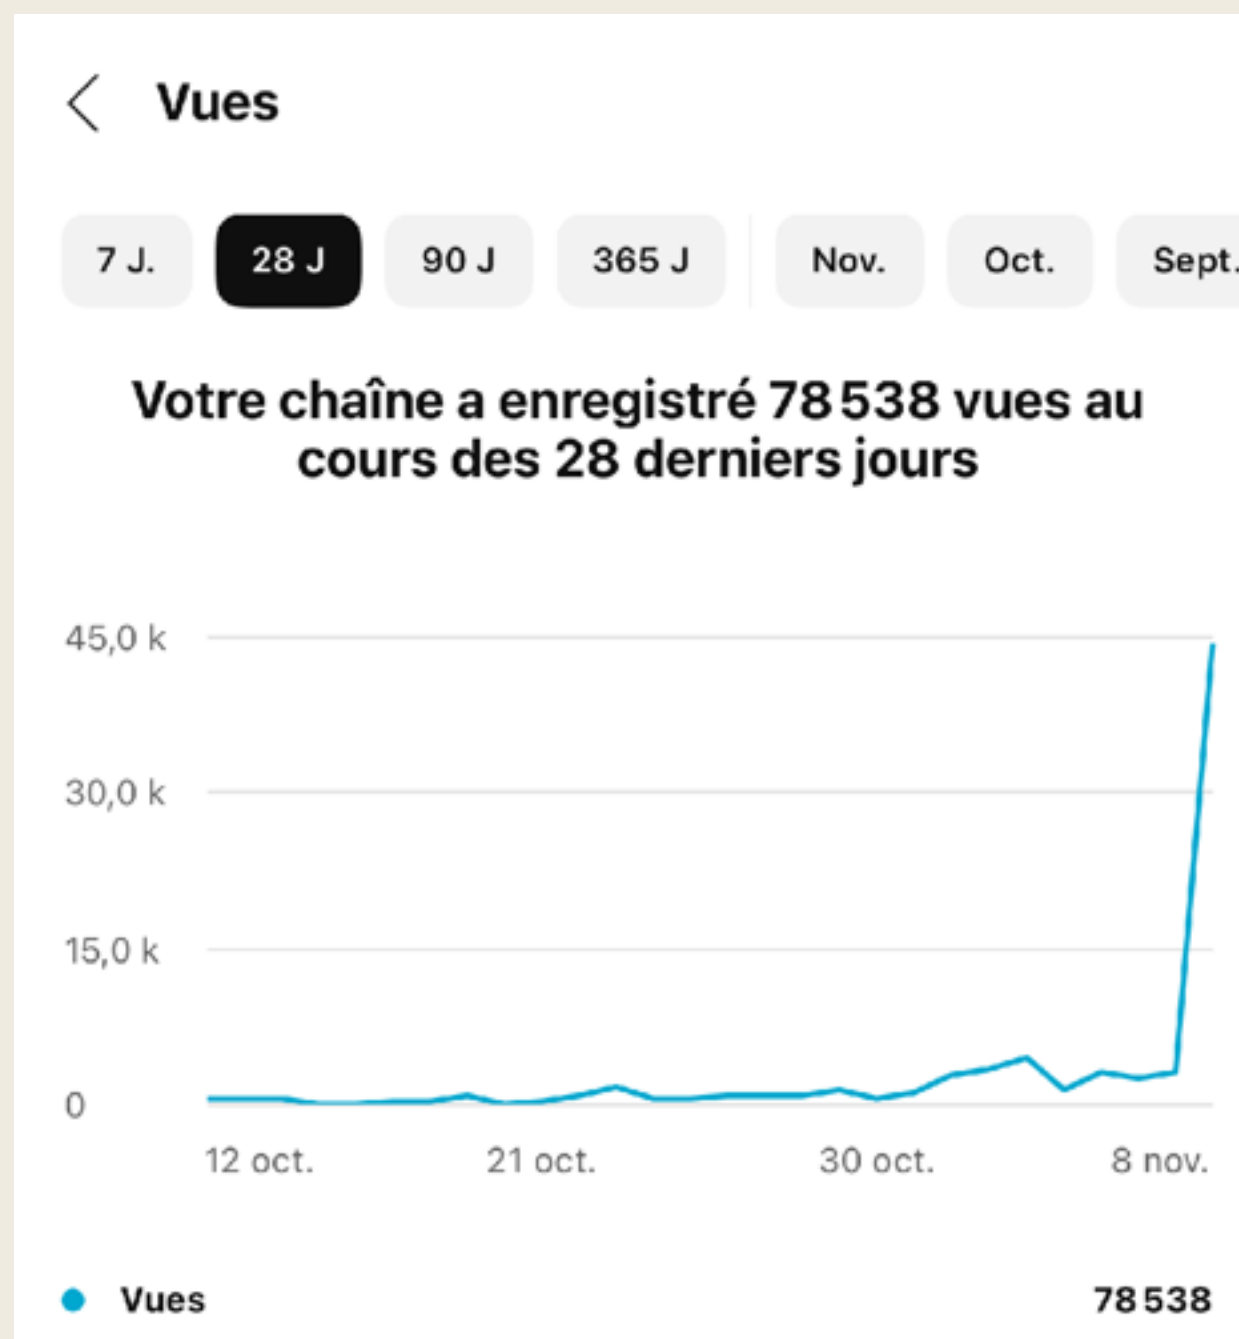 Vues
7 J. 28 J 90 J 365 J Nov. Oct. Sept.
Votre chaîne a enregistré 78 538 vues au
cours des 28 derniers jours
45,0 k
30,0 k
15,0 k
0
12 oct. 21 oct. 30 oct. 8 nov.
Vues 78 538